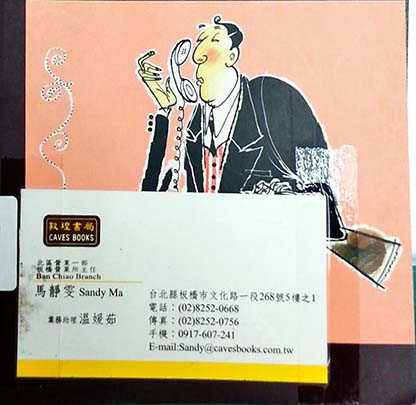 敦煌書局
CAVES BOOKS
北區營業一部
板橋營業所主任
Ban Chiao Branch
馬靜雯 Sandy Ma
業務助理 溫媛茹
台北縣板橋市文化路一段268號5樓之1
電話：(02)8252-0668
傳真：(02)8252-0756
手機：0917-607-241
E-mail:Sandy@cavesbooks.com.tw